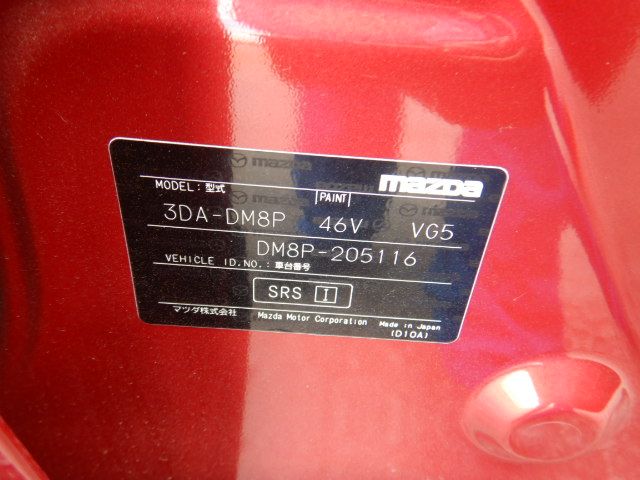 mazda
MODEL: 型式
PAINT
3DA-DM8P 46V VG5
DM8P-205116
VEHICLE ID.NO.: 車台番号
SRS I
マツダ株式会社 Mazda Motor Corporation Made in Japan
(D10A)